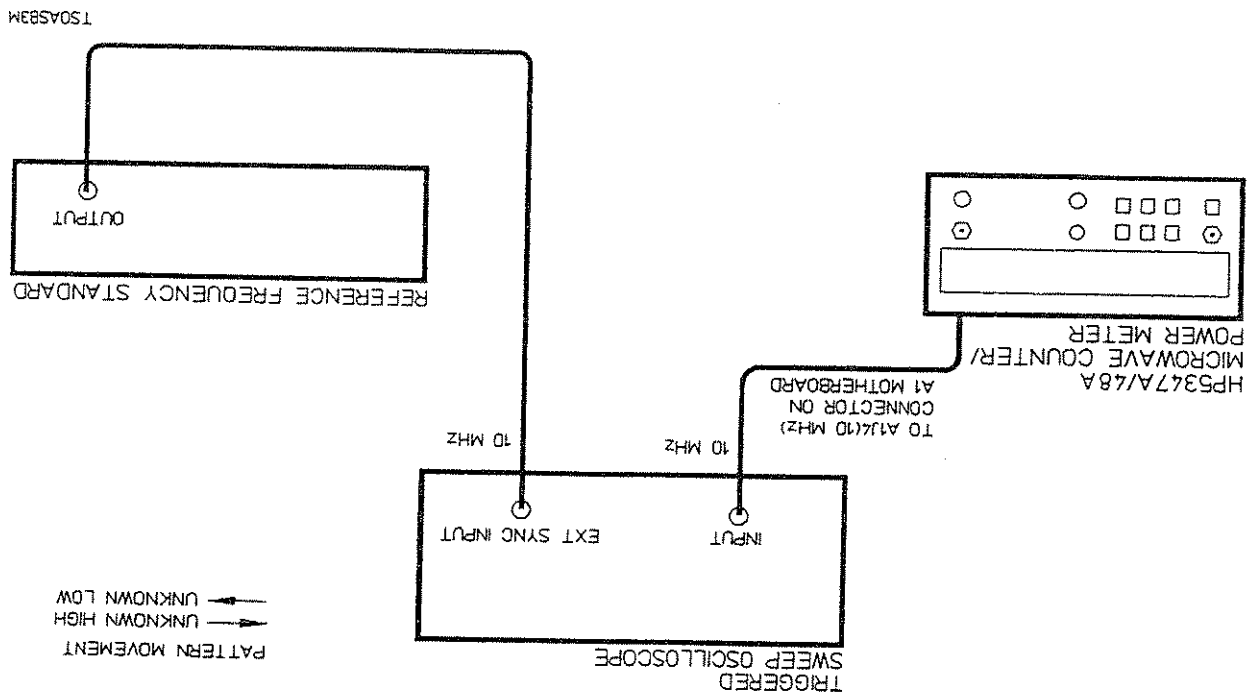 TRIGGERED
SWEEP OSCILLOSCOPE
PATTERN MOVEMENT
UNKNOWN HIGH
UNKNOWN LOW
INPUT
EXT SYNC INPUT
10 MHz
10 MHz
TO A1J4(10 MHz)
CONNECTOR ON
A1 MOTHERBOARD
HP5347A/48A
MICROWAVE COUNTER/
POWER METER
REFERENCE FREQUENCY STANDARD
OUTPUT
TSOASB3M